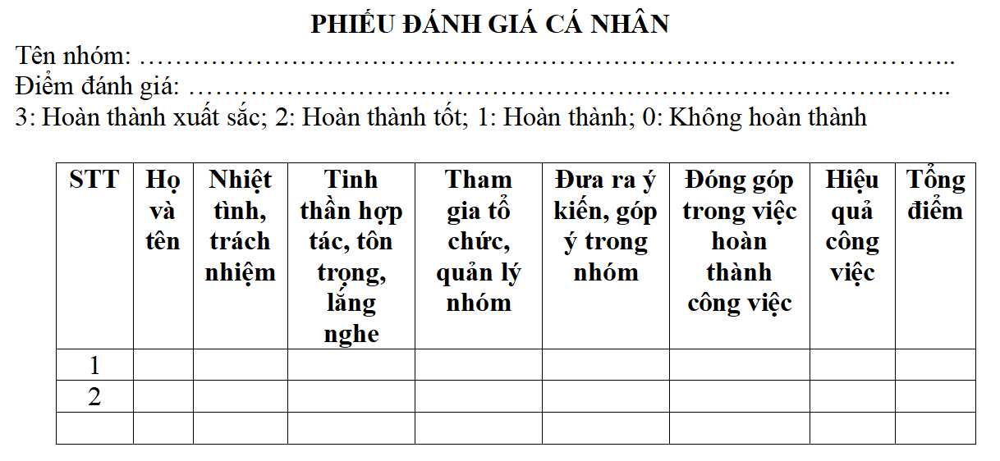 PHIẾU ĐÁNH GIÁ CÁ NHÂN
Tên nhóm: ………………………………………………………………………………..
Điểm đánh giá: …………………………………………………………………………..
3: Hoàn thành xuất sắc; 2: Hoàn thành tốt; 1: Hoàn thành; 0: Không hoàn thành
STT
Họ
và
tên
Nhiệt
tình,
trách
nhiệm
Tinh
thần hợp
tác, tôn
trọng,
lắng
nghe
Tham
gia tổ
chức,
quản lý
nhóm
Đưa ra ý
kiến, góp
ý trong
nhóm
Đóng góp
trong việc
hoàn
thành
công việc
Hiệu
quả
công
việc
Tổng
điểm
1
2